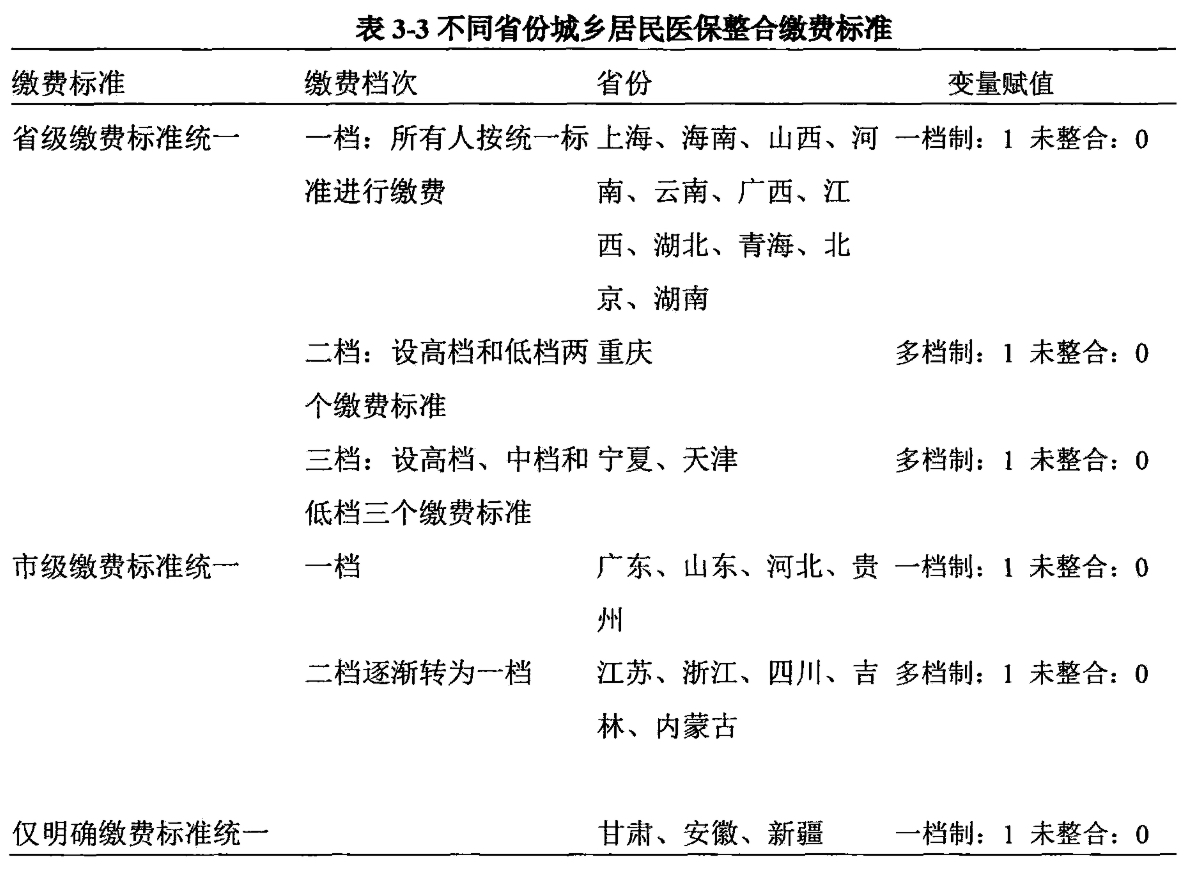 表 3-3 不同省份城乡居民医保整合缴费标准
缴费标准 缴费档次 省份 变量赋值
省级缴费标准统一 一档：所有人按统一标 上海、海南、山西、河 一档制：1 未整合：0
准进行缴费 南、云南、广西、江
西、湖北、青海、北
京、湖南
二档：设高档和低档两 重庆 多档制：1 未整合：0
个缴费标准
三档：设高档、中档和 宁夏、天津 多档制：1 未整合：0
低档三个缴费标准
市级缴费标准统一 一档 广东、山东、河北、贵 一档制：1 未整合：0
州
二档逐渐转为一档 江苏、浙江、四川、吉 多档制：1 未整合：0
林、内蒙古
仅明确缴费标准统一 甘肃、安徽、新疆 一档制：1 未整合：0